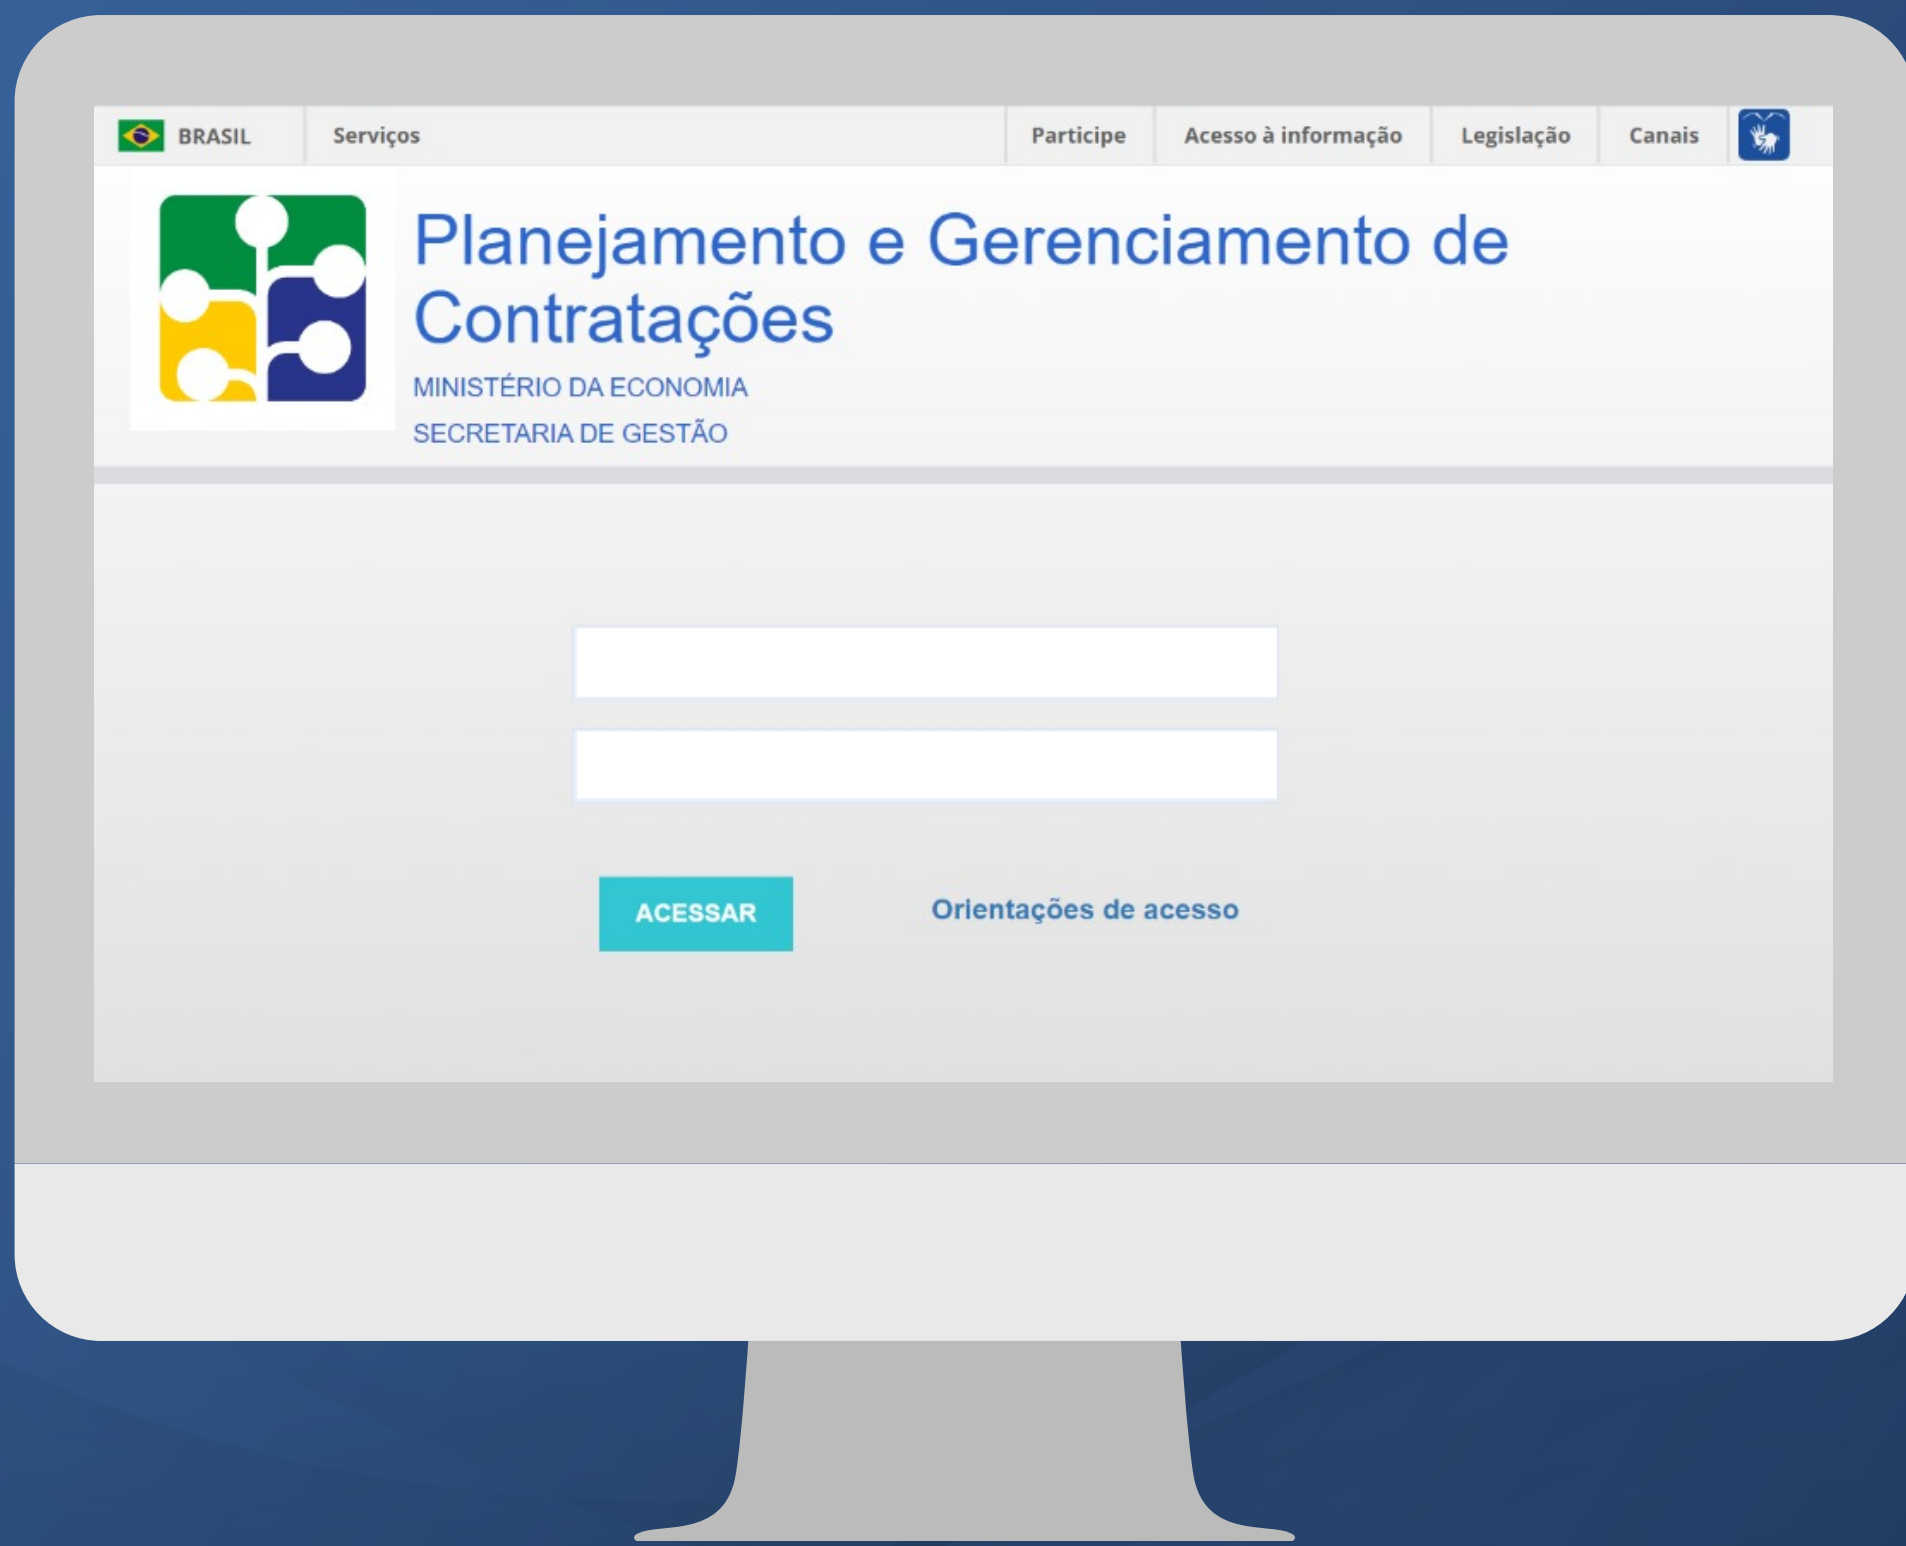 BRASIL Serviços Participe Acesso à informação Legislação Canais
Planejamento e Gerenciamento de
Contratações
MINISTÉRIO DA ECONOMIA
SECRETARIA DE GESTÃO
ACESSAR Orientações de acesso